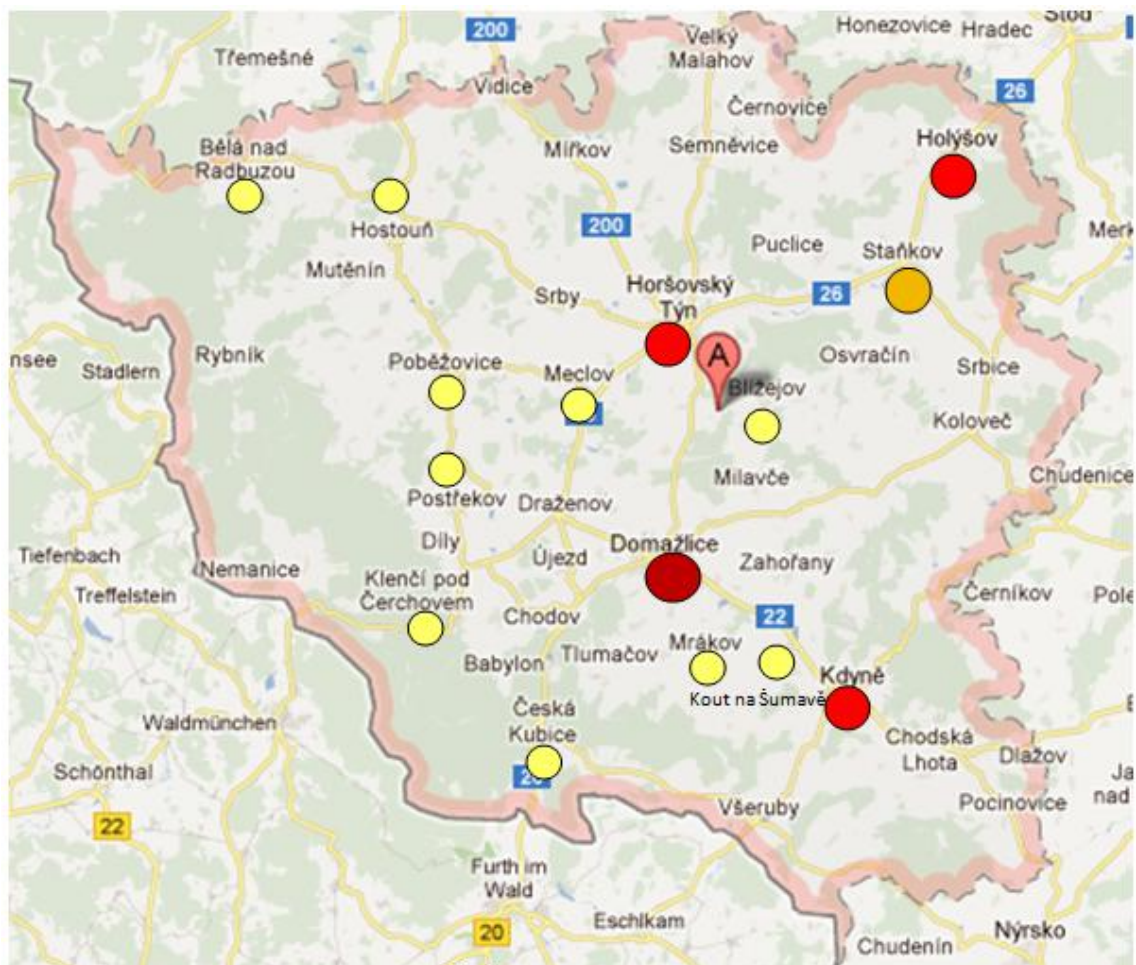 Stod
200
Honezovice
Hradec
Třemešné
Velký
Malahov
Vidice
26
Černovice
Bělá nad
Radbuzou
Mířkov
Semněvice
Holýšov
200
Hostouň
Puclice
Staňkov
Mutěnín
Horšovský
Týn
Srby
26
Rybník
Stadlern
Poběžovice
Meclov
A
Osvračín
Srbice
Blížejov
Koloveč
Milavče
Chudenice
Postřekov
Draženov
Díly
Újezd
Domažlice
Zahořany
Tiefenbach
Nemanice
Treffelstein
Klenčí pod
Čerchovem
Chodov
Černíkov
22
Babylon
Tlumačov
Mrákov
Kout na Šumavě
Kdyně
Waldmünchen
Česká
Kubice
Chodská
Lhota
Dlažov
Schönthal
Všeruby
Pocinovice
nad
22
Furth im
Wald
Eschlkam
20
Nýrsko
Chudenín